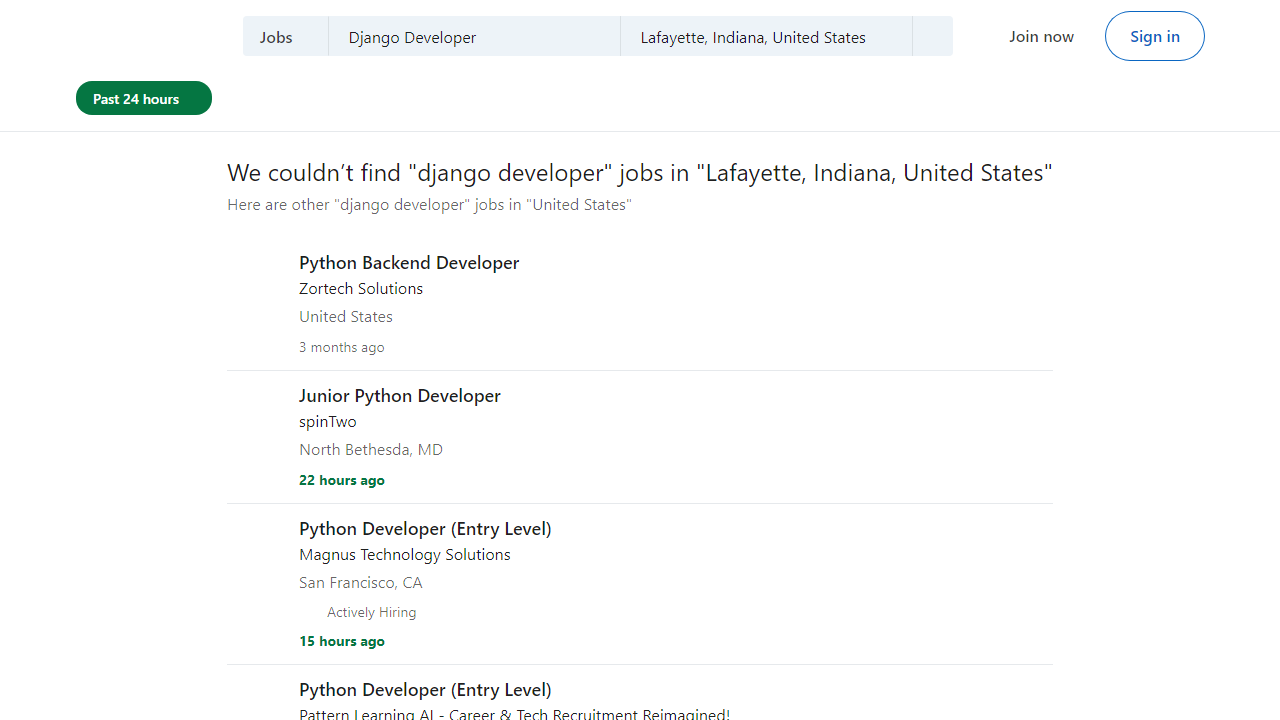 Jobs
Django Developer
Lafayette, Indiana, United States
Join now
Sign in
Past 24 hours
We couldn’t find "django developer" jobs in "Lafayette, Indiana, United States"
Here are other "django developer" jobs in "United States"
Python Backend Developer
Zortech Solutions
United States
3 months ago
Junior Python Developer
spinTwo
North Bethesda, MD
22 hours ago
Python Developer (Entry Level)
Magnus Technology Solutions
San Francisco, CA
Actively Hiring
15 hours ago
Python Developer (Entry Level)
Pattern Learning AI - Career & Tech Recruitment Reimagined!